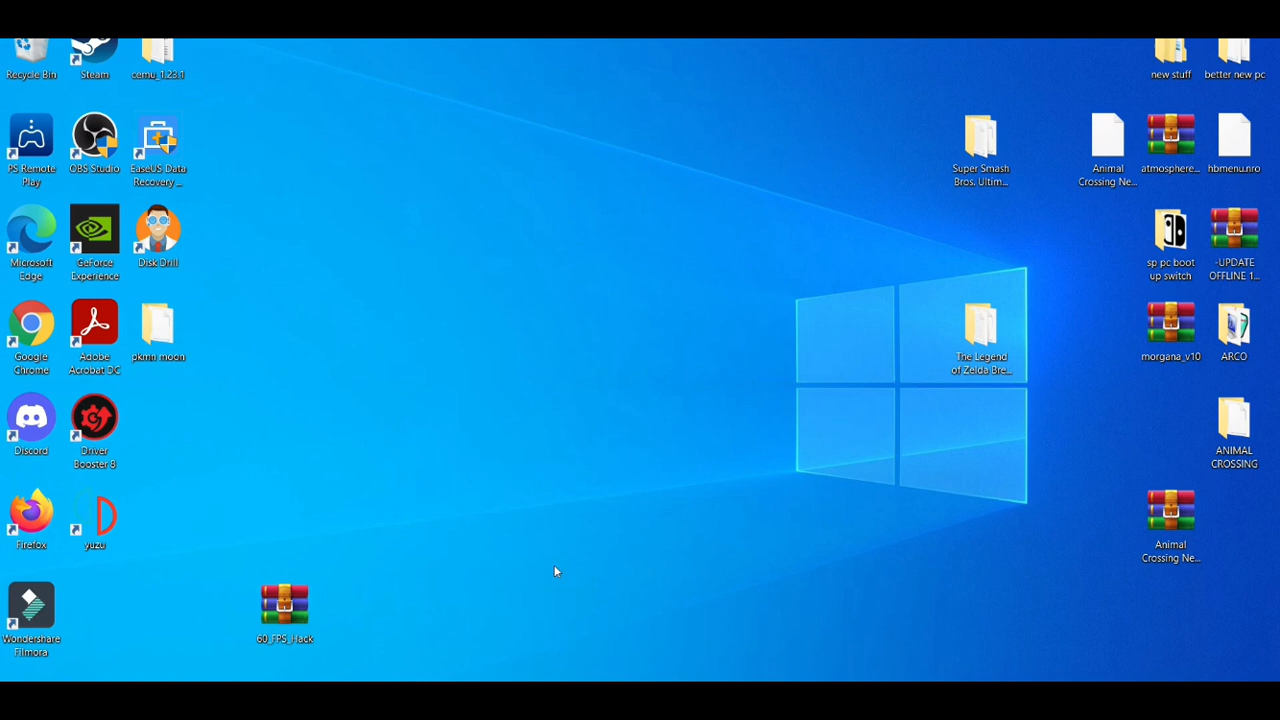 Recycle Bin
Steam
cemu_1.23.1
new stuff
better new pc
PS Remote
Play
OBS Studio
EaseUS Data
Recovery ...
Super Smash
Bros. Ultim...
Animal
Crossing Ne...
atmosphere...
hbmenu.nro
Microsoft
Edge
GeForce
Experience
Disk Drill
sp pc boot
up switch
-UPDATE
OFFLINE 1...
Google
Chrome
Adobe
Acrobat DC
pkmn moon
The Legend
of Zelda Bre...
morgana_v10
ARCO
Discord
Driver
Booster 8
ANIMAL
CROSSING
Firefox
yuzu
Animal
Crossing Ne...
Wondershare
Filmora
60_FPS_Hack